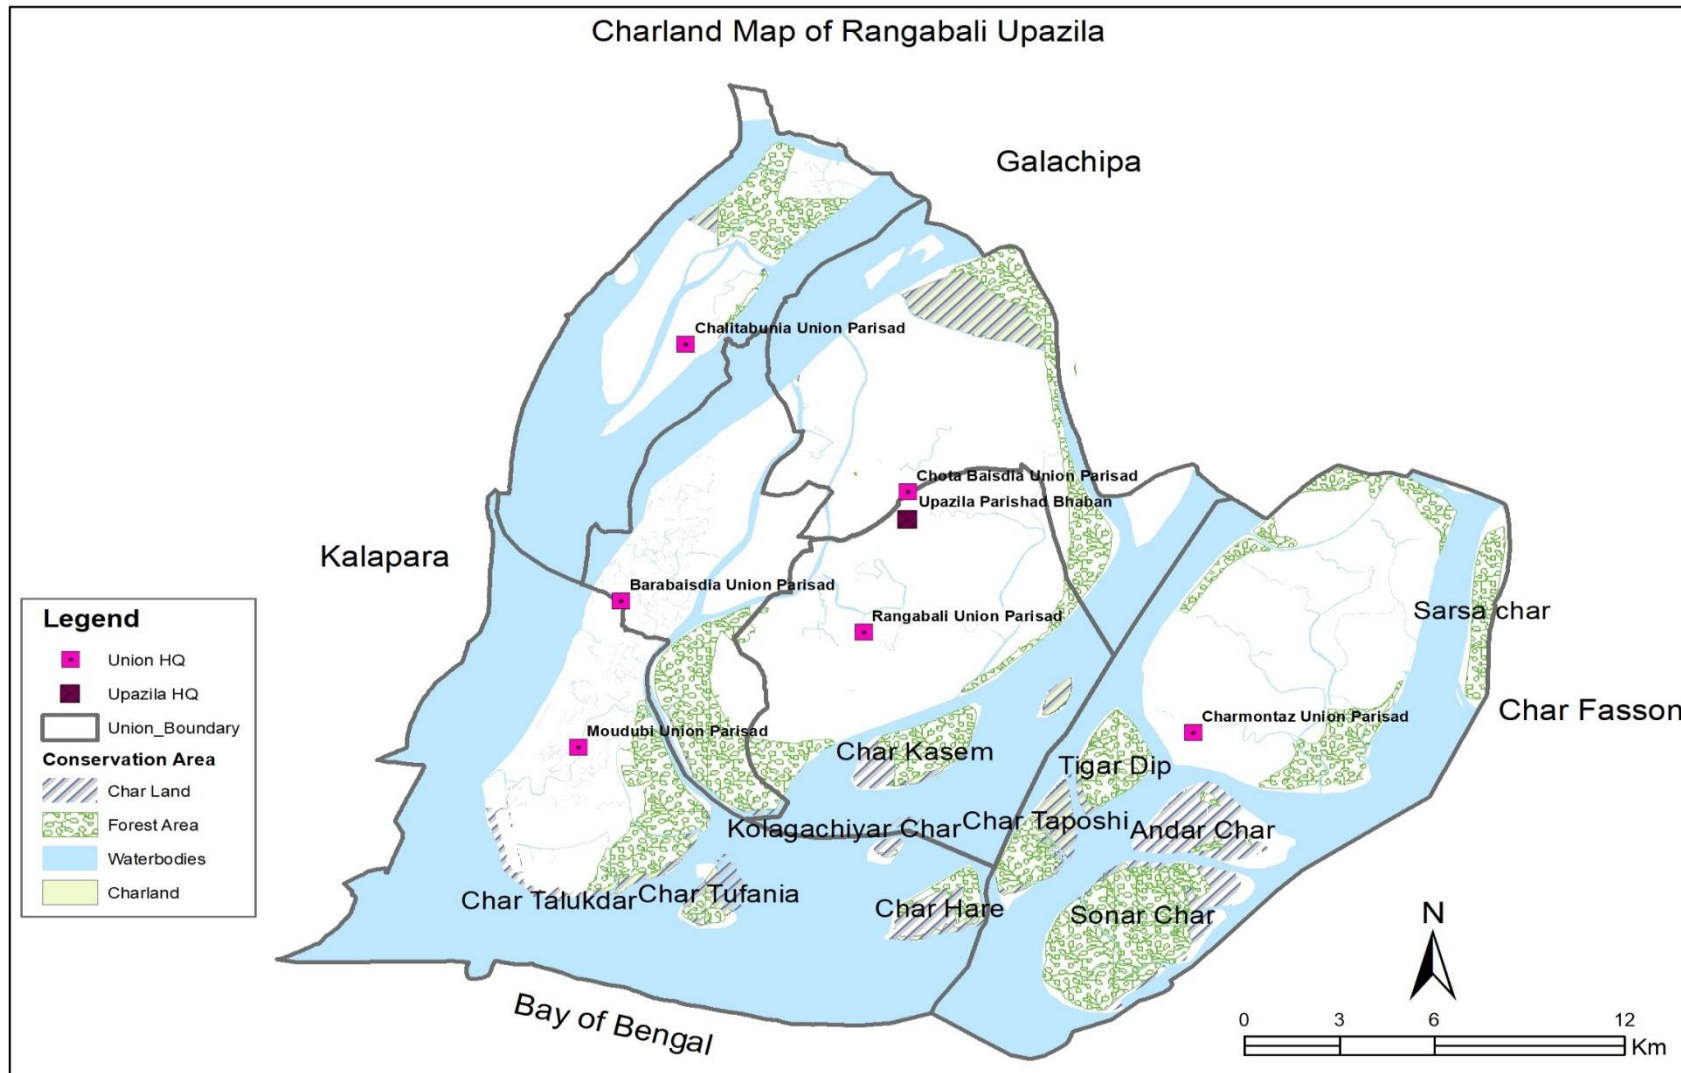 Charland Map of Rangabali Upazila
Galachipa
Chalitabunia Union Parisad
Chota Baisdia Union Parisad
Upazila Parishad Bhaban
Kalapara
Barabaisdia Union Parisad
Rangabali Union Parisad
Sarsa char
Char Fasson
Moudubi Union Parisad
Charmontaz Union Parisad
Char Kasem
Tigar Dip
Kolagachiyar Char
Char Taposhi
Andar Char
Char Talukdar
Char Tufania
Char Hare
Sonar Char
Bay of Bengal
Legend
Union HQ
Upazila HQ
Union_Boundary
Conservation Area
Char Land
Forest Area
Waterbodies
Charland
N
0 3 6 12
Km